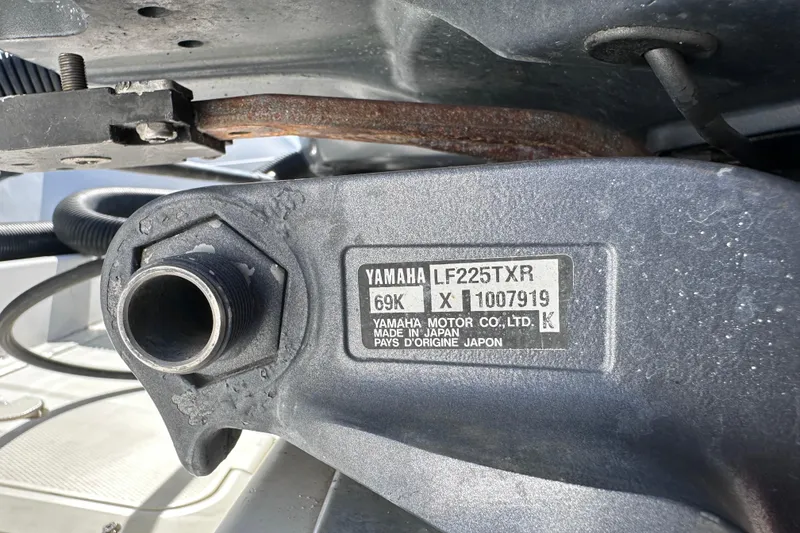 YAMAHA LF225TXR
69K X 1007919
YAMAHA MOTOR CO., LTD. K
MADE IN JAPAN
PAYS D'ORIGINE JAPON